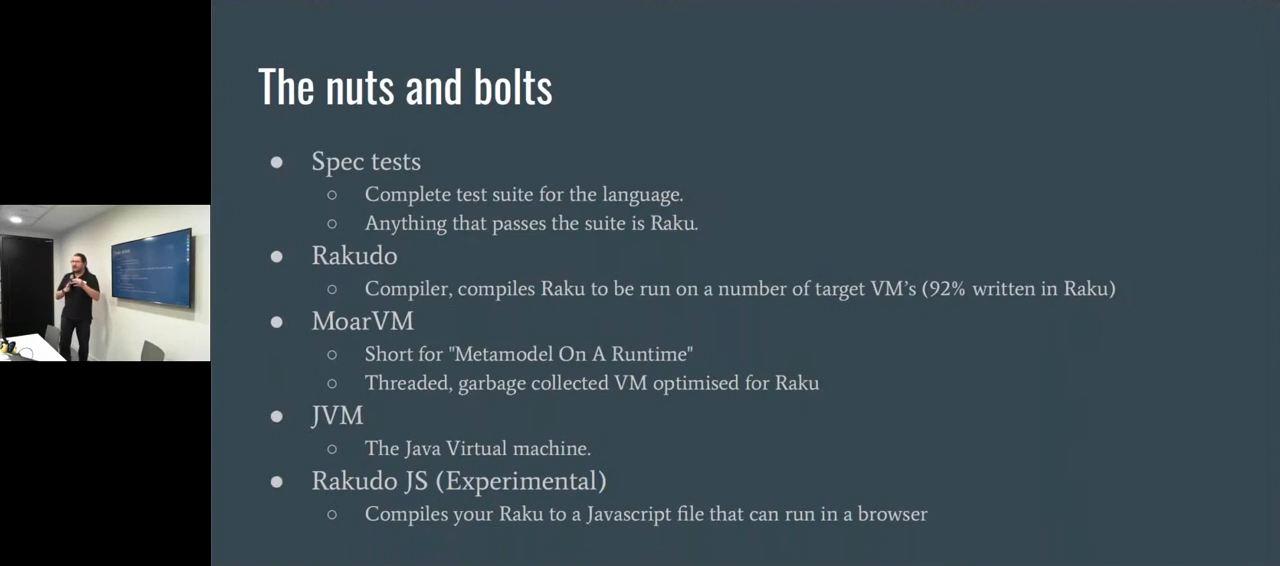 The nuts and bolts
● Spec tests
○ Complete test suite for the language.
○ Anything that passes the suite is Raku.
● Rakudo
○ Compiler, compiles Raku to be run on a number of target VM’s (92% written in Raku)
● MoarVM
○ Short for "Metamodel On A Runtime"
○ Threaded, garbage collected VM optimised for Raku
● JVM
○ The Java Virtual machine.
● Rakudo JS (Experimental)
○ Compiles your Raku to a Javascript file that can run in a browser